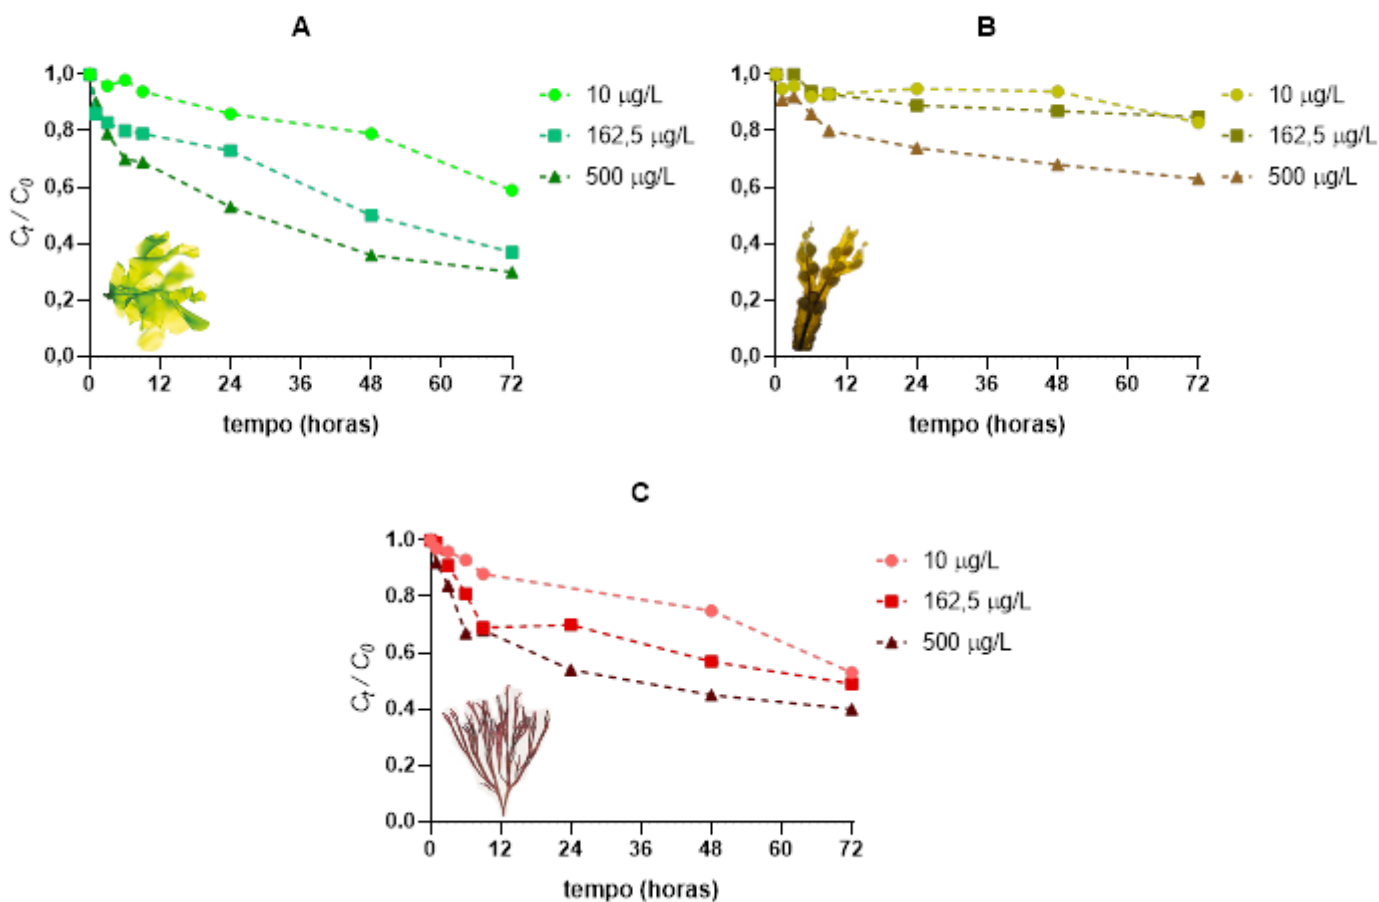 A
1,0
0,8
0,6
0,4
0,2
0,0
Ct / C0
0 12 24 36 48 60 72
tempo (horas)
10 µg/L
162,5 µg/L
500 µg/L
B
1,0
0,8
0,6
0,4
0,2
0,0
0 12 24 36 48 60 72
tempo (horas)
10 µg/L
162,5 µg/L
500 µg/L
C
1.0
0.8
0.6
0.4
0.2
0.0
Ct / C0
0 12 24 36 48 60 72
tempo (horas)
10 µg/L
162,5 µg/L
500 µg/L